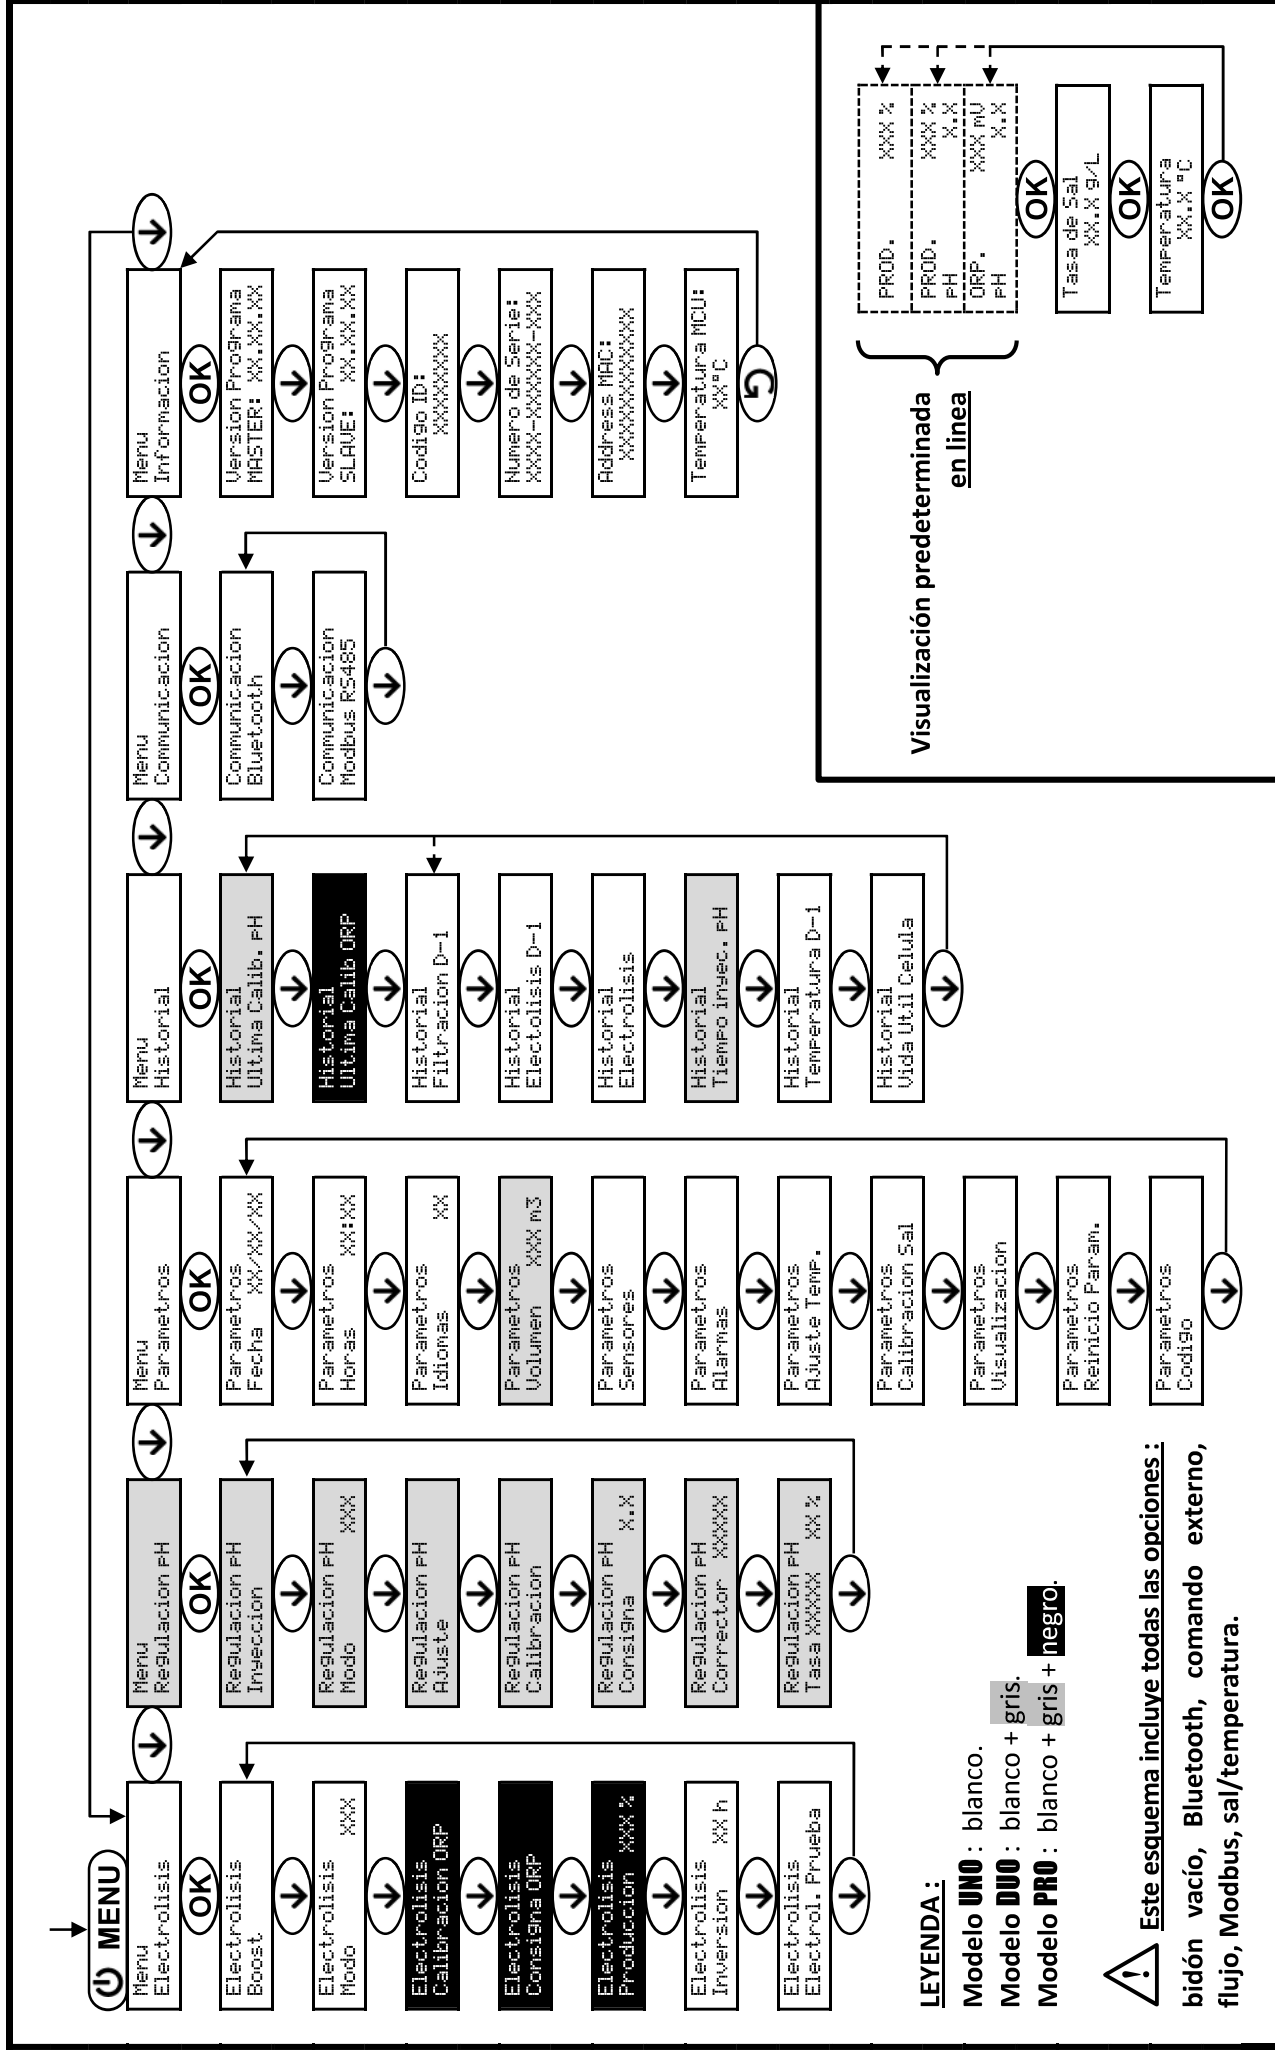 MENU
Menu
Electrolisis
OK
Electrolisis
Boost
Electrolisis
Modo XXX
Electrolisis
Calibracion ORP
Electrolisis
Consigna ORP
Electrolisis
Produccion XXX %
Electrolisis
Inversion XX h
Electrolisis
Electrol. Prueba
Menu
Regulacion pH
OK
Regulacion pH
Inyeccion
Regulacion pH
Modo XXX
Regulacion pH
Ajuste
Regulacion pH
Calibracion
Regulacion pH
Consigna X.X
Regulacion pH
Corrector XXXXX
Regulacion pH
Tasa XXXXX XX %
Menu
Parametros
OK
Parametros
Fecha XX/XX/XX
Parametros
Horas XX:XX
Parametros
Idiomas XX
Parametros
Volumen XXX m3
Parametros
Sensores
Parametros
Alarmas
Parametros
Ajuste Temp.
Parametros
Calibracion Sal
Parametros
Visualizacion
Parametros
Reinicio Param.
Parametros
Codigo
Menu
Historial
OK
Historial
Ultima Calib. pH
Historial
Ultima Calib ORP
Historial
Filtracion D-1
Historial
Electolisis D-1
Historial
Electrolisis
Historial
Tiempo inyec. pH
Historial
Temperatura D-1
Historial
Vida Util Celula
Menu
Communicacion
OK
Communicacion
Bluetooth
Communicacion
Modbus RS485
Menu
Informacion
OK
Version Programa
MASTER: XX.XX.XX
Version Programa
SLAVE: XX.XX.XX
Codigo ID:
XXXXXXXX
Numero de Serie:
XXXX-XXXXXX-XXX
Address MAC:
XXXXXXXXXXXX
Temperatura MCU:
XX°C
LEYENDA :
Modelo UNO : blanco.
Modelo DUO : blanco + gris.
Modelo PRO : blanco + gris + negro.
Este esquema incluye todas las opciones :
bidón vacío, Bluetooth, comando externo,
flujo, Modbus, sal/temperatura.
Visualización predeterminada
en linea
PROD. XXX %
PROD. XXX %
pH X.X
ORP. XXX mV
pH X.X
OK
Tasa de Sal
XX.X g/L
OK
Temperatura
XX.X °C
OK